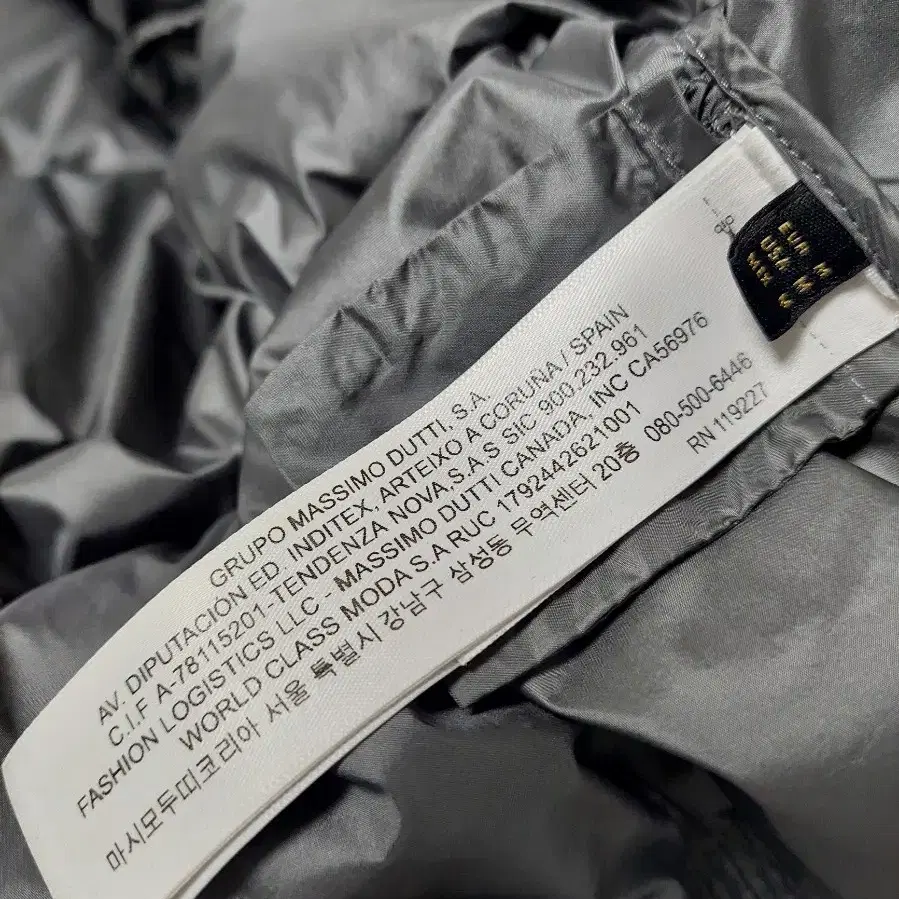 EUR M
USA M
MEX
GRUPO MASSIMO DUTTI, S.A.
AV. DIPUTACIÓN ED. INDITEX, ARTEIXO A CORUNA / SPAIN
C.I.F A-78115201-TENDENZA NOVA S.A S SIC 900.232.961
FASHION LOGISTICS LLC - MASSIMO DUTTI CANADA, INC CA56976
WORLD CLASS MODA S.A RUC 1792442621001
마시모두띠코리아 서울 특별시 강남구 삼성동 무역센터 20층 080-500-6446
RN 119227